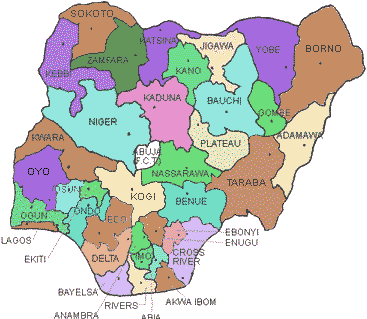 SOKOTO
KATSINA
JIGAWA
YOBE
BORNO
ZAMFARA
KEBBI
KANO
KADUNA
BAUCHI
GOMBE
NIGER
ADAMAWA
KWARA
PLATEAU
ABUJA
(F.C.T)
NASSARAWA
OYO
TARABA
OSUN
KOGI
BENUE
OGUN
ONDO
EDO
EBONYI
LAGOS
ENUGU
EKITI
DELTA
IMO
CROSS
RIVER
BAYELSA
RIVERS
AKWA IBOM
ANAMBRA
ABIA